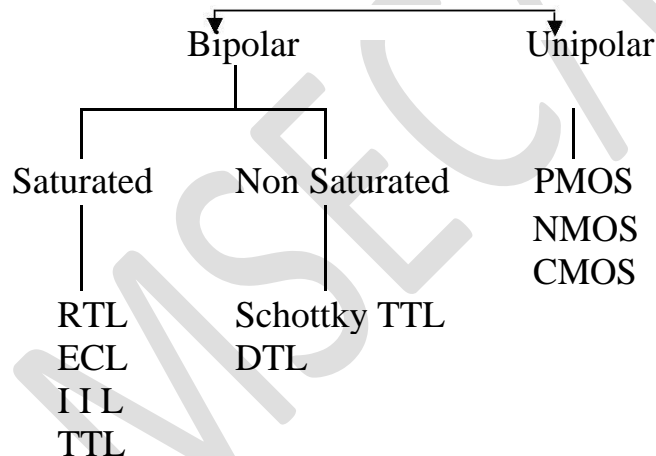 Bipolar Unipolar
Saturated Non Saturated PMOS
NMOS
CMOS
RTL Schottky TTL
ECL DTL
I I L
TTL